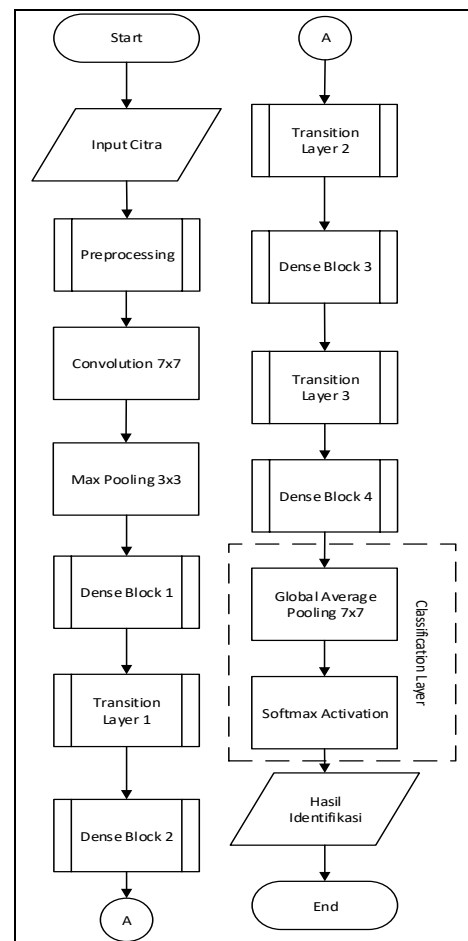 Start
Input Citra
Preprocessing
Convolution 7x7
Max Pooling 3x3
Dense Block 1
Transition
Layer 1
Dense Block 2
A
A
Transition
Layer 2
Dense Block 3
Transition
Layer 3
Dense Block 4
Global Average
Pooling 7x7
Softmax Activation
Classification Layer
Hasil
Identifikasi
End